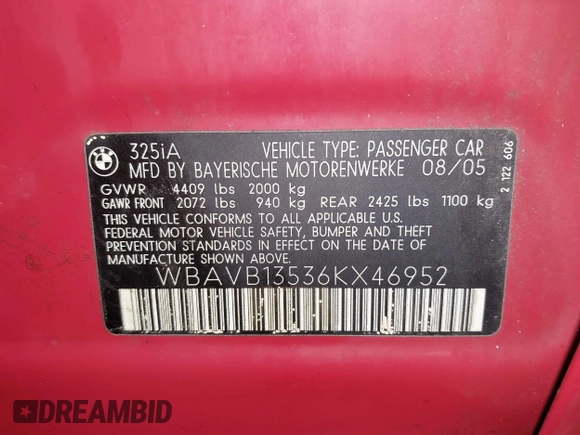 BMW
325iA VEHICLE TYPE: PASSENGER CAR
MFD BY BAYERISCHE MOTORENWERKE 08/05
GVWR 4409 lbs 2000 kg
GAWR FRONT 2072 lbs 940 kg REAR 2425 lbs 1100 kg
THIS VEHICLE CONFORMS TO ALL APPLICABLE U.S.
FEDERAL MOTOR VEHICLE SAFETY, BUMPER AND THEFT
PREVENTION STANDARDS IN EFFECT ON THE DATE OF
MANUFACTURE SHOWN ABOVE.
WBAVB13536KX46952
2 122 606
DREAMBID